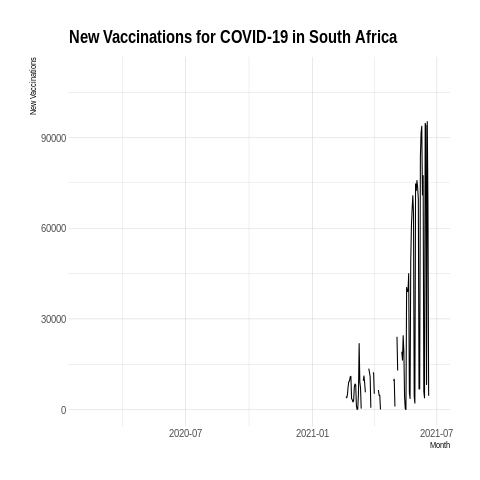 New Vaccinations for COVID-19 in South Africa
New Vaccinations
90000
60000
30000
0
2020-07
2021-01
2021-07
Month